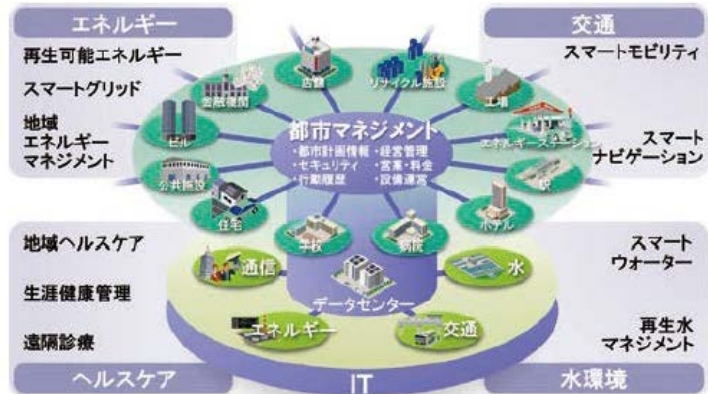 エネルギー
再生可能エネルギー
スマートグリッド
地域
エネルギー
マネジメント
交通
スマートモビリティ
スマート
ナビゲーション
店舗
リサイクル施設
金融機関
工場
ビル
エネルギーステーション
公共施設
駅
住宅
ホテル
学校
病院
都市マネジメント
・都市計画情報 ・経営管理
・セキュリティ ・営業・料金
・行動履歴 ・設備運営
通信
水
データセンター
エネルギー
交通
IT
地域ヘルスケア
生涯健康管理
遠隔診療
ヘルスケア
スマート
ウォーター
再生水
マネジメント
水環境